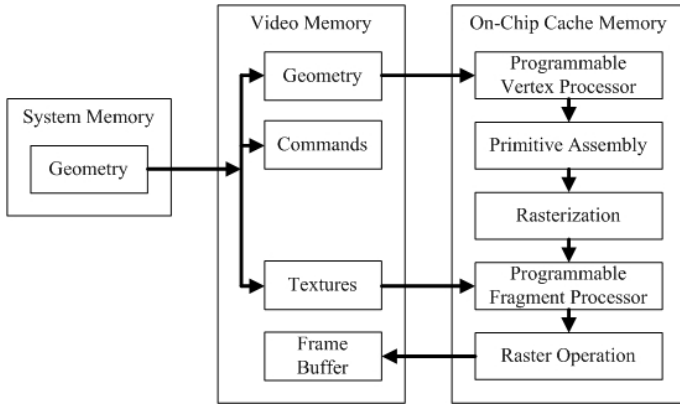 System Memory
Geometry
Video Memory
Geometry
Commands
Textures
Frame
Buffer
On-Chip Cache Memory
Programmable
Vertex Processor
Primitive Assembly
Rasterization
Programmable
Fragment Processor
Raster Operation